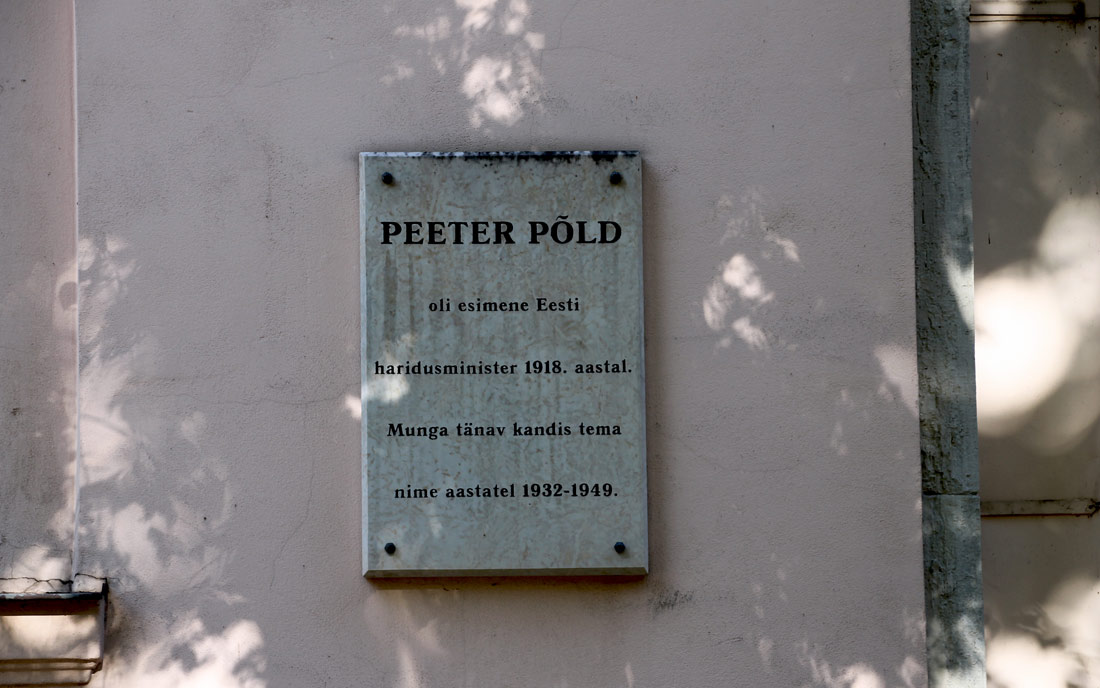 PEETER PÕLD
oli esimene Eesti
haridusminister 1918. aastal.
Munga tänav kandis tema
nime aastatel 1932-1949.